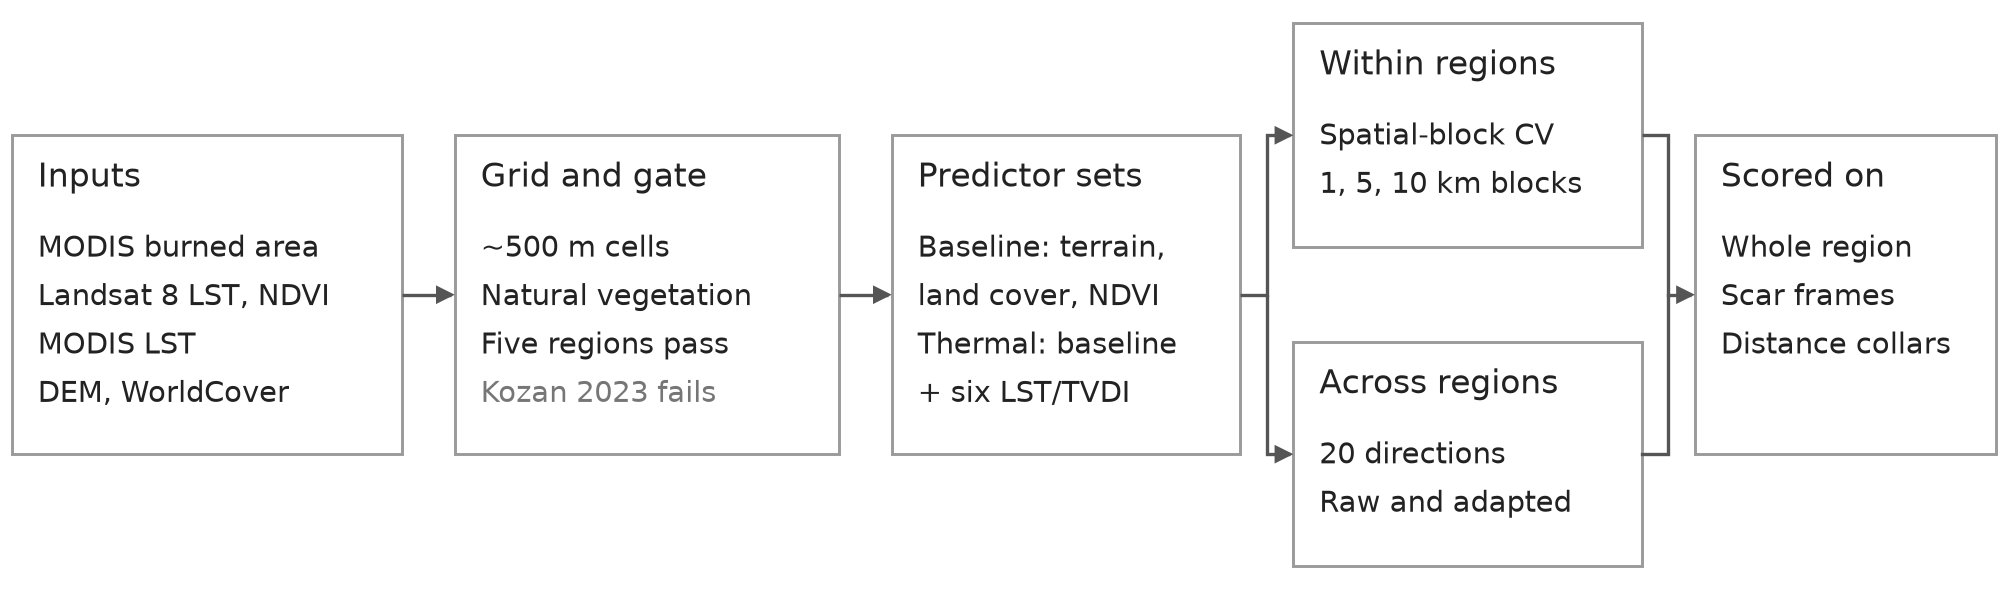 Inputs
MODIS burned area
Landsat 8 LST, NDVI
MODIS LST
DEM, WorldCover
Grid and gate
~500 m cells
Natural vegetation
Five regions pass
Kozan 2023 fails
Predictor sets
Baseline: terrain,
land cover, NDVI
Thermal: baseline
+ six LST/TVDI
Within regions
Spatial-block CV
1, 5, 10 km blocks
Across regions
20 directions
Raw and adapted
Scored on
Whole region
Scar frames
Distance collars